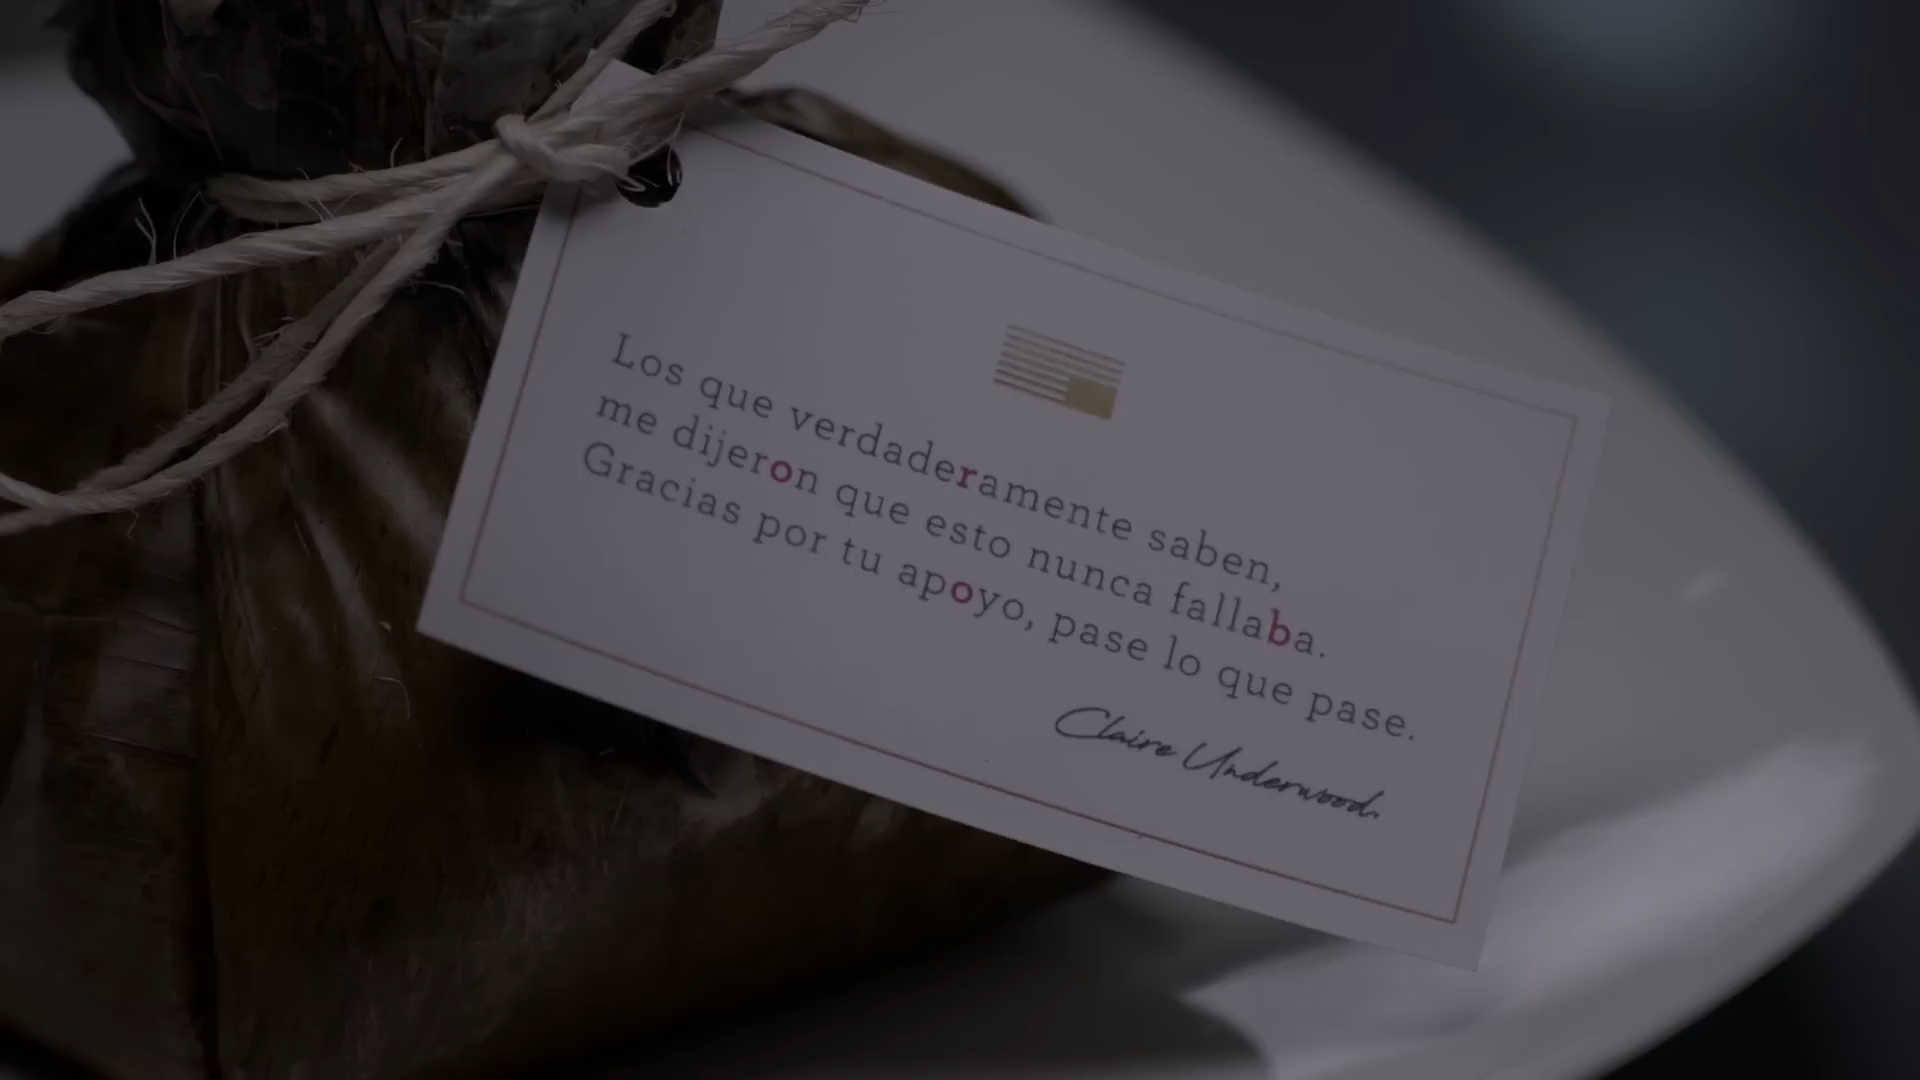 Los que verdaderamente saben,
me dijeron que esto nunca fallaba.
Gracias por tu apoyo, pase lo que pase.
Claire Underwood.